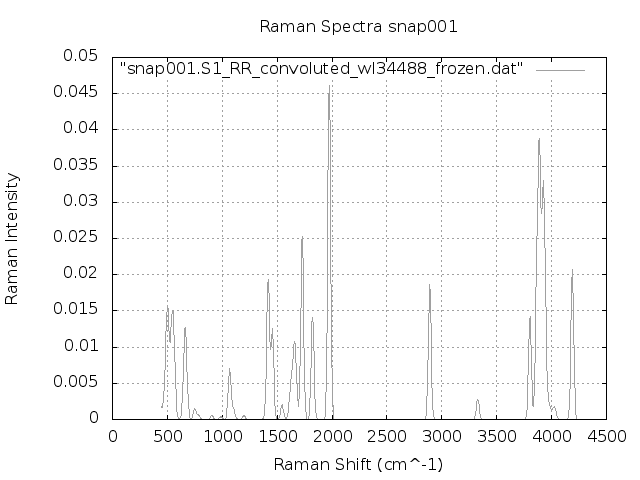 Raman Spectra snap001
"snap001.S1_RR_convoluted_wl34488_frozen.dat"
0.05
0.045
0.04
0.035
0.03
0.025
0.02
0.015
0.01
0.005
0
Raman Intensity
0 500 1000 1500 2000 2500 3000 3500 4000 4500
Raman Shift (cm^-1)